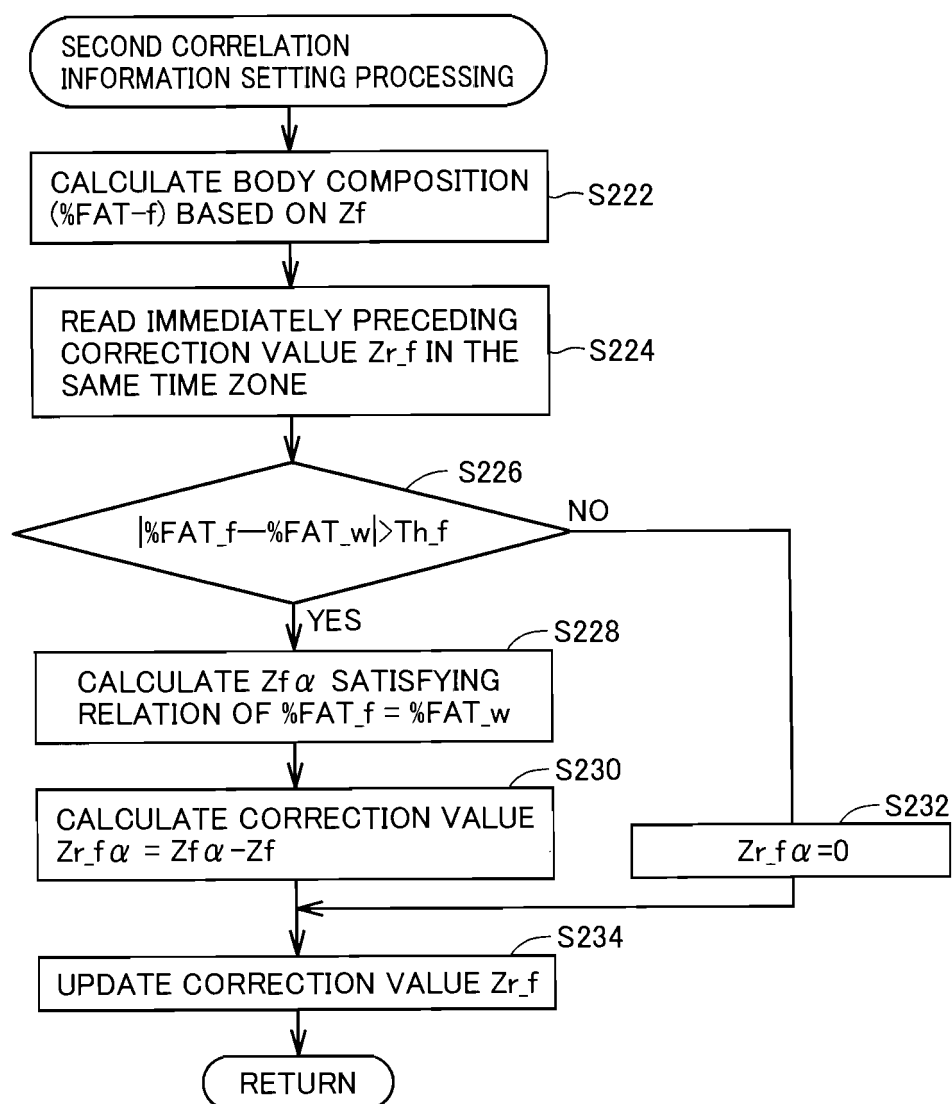 SECOND CORRELATION
INFORMATION SETTING PROCESSING
CALCULATE BODY COMPOSITION
(%FAT-f) BASED ON Zf
S222
READ IMMEDIATELY PRECEDING
CORRECTION VALUE Zr_f IN THE
SAME TIME ZONE
S224
S226
|%FAT_f—%FAT_w|>Th_f
NO
YES
S228
CALCULATE Zfα SATISFYING
RELATION OF %FAT_f = %FAT_w
S230
CALCULATE CORRECTION VALUE
Zr_fα = Zfα-Zf
S232
Zr_fα=0
S234
UPDATE CORRECTION VALUE Zr_f
RETURN